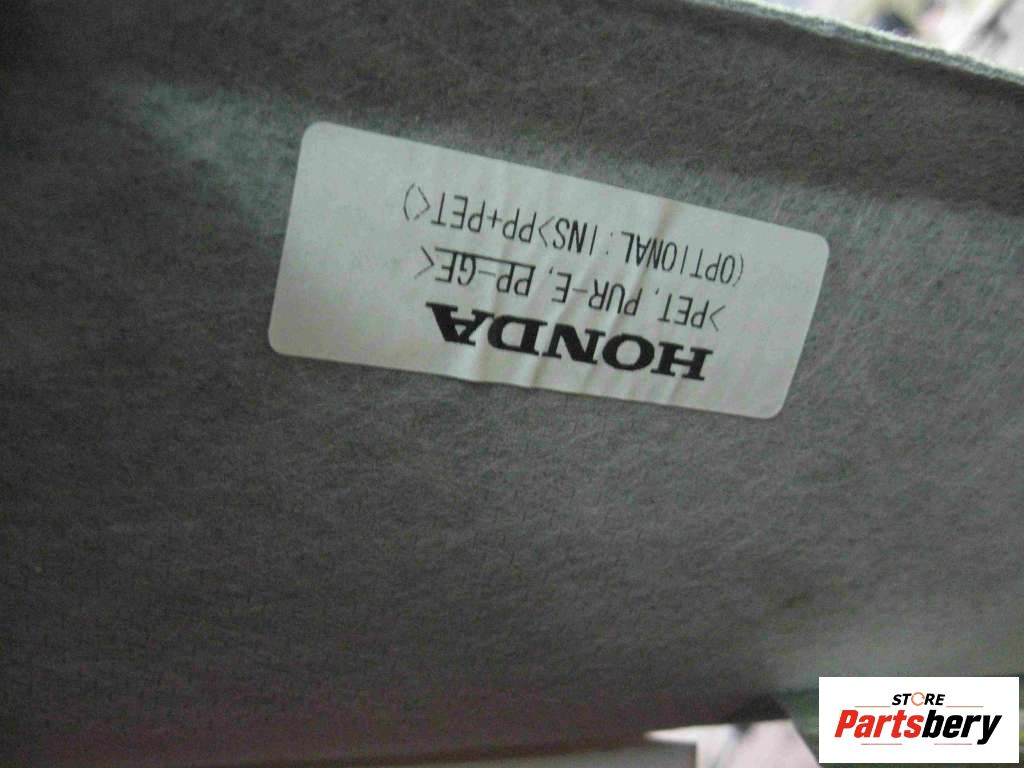 HONDA
>PET, PUR-E, PP-GE<
(OPTIONAL: INS>PP+PET<)
STORE
Partsbery